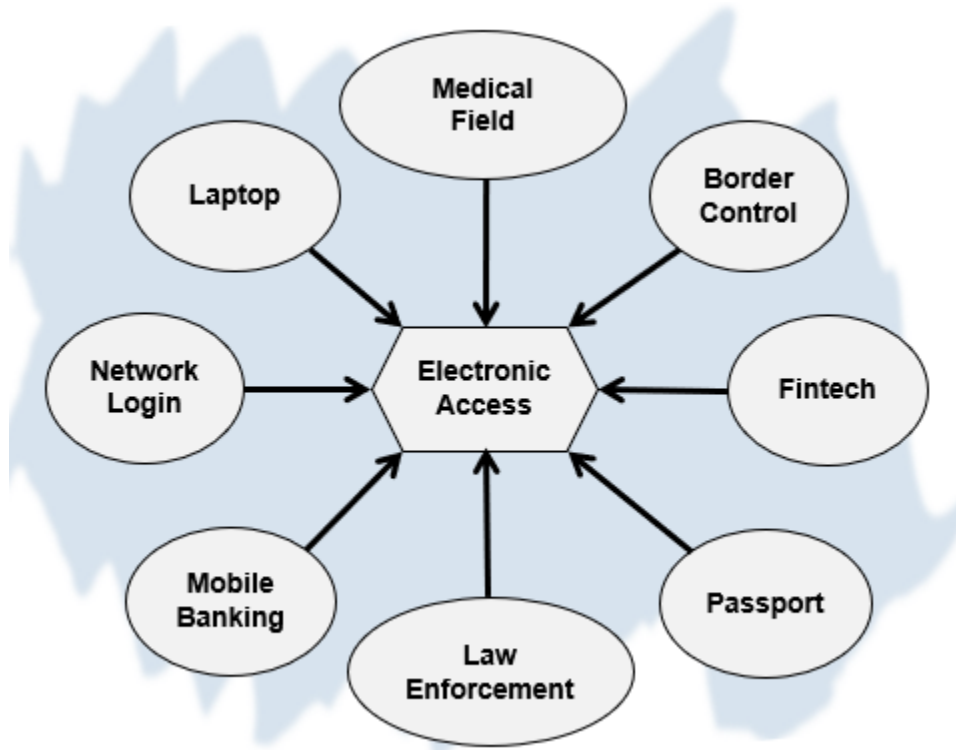 Medical
Field
Laptop
Border
Control
Network
Login
Electronic
Access
Fintech
Mobile
Banking
Law
Enforcement
Passport